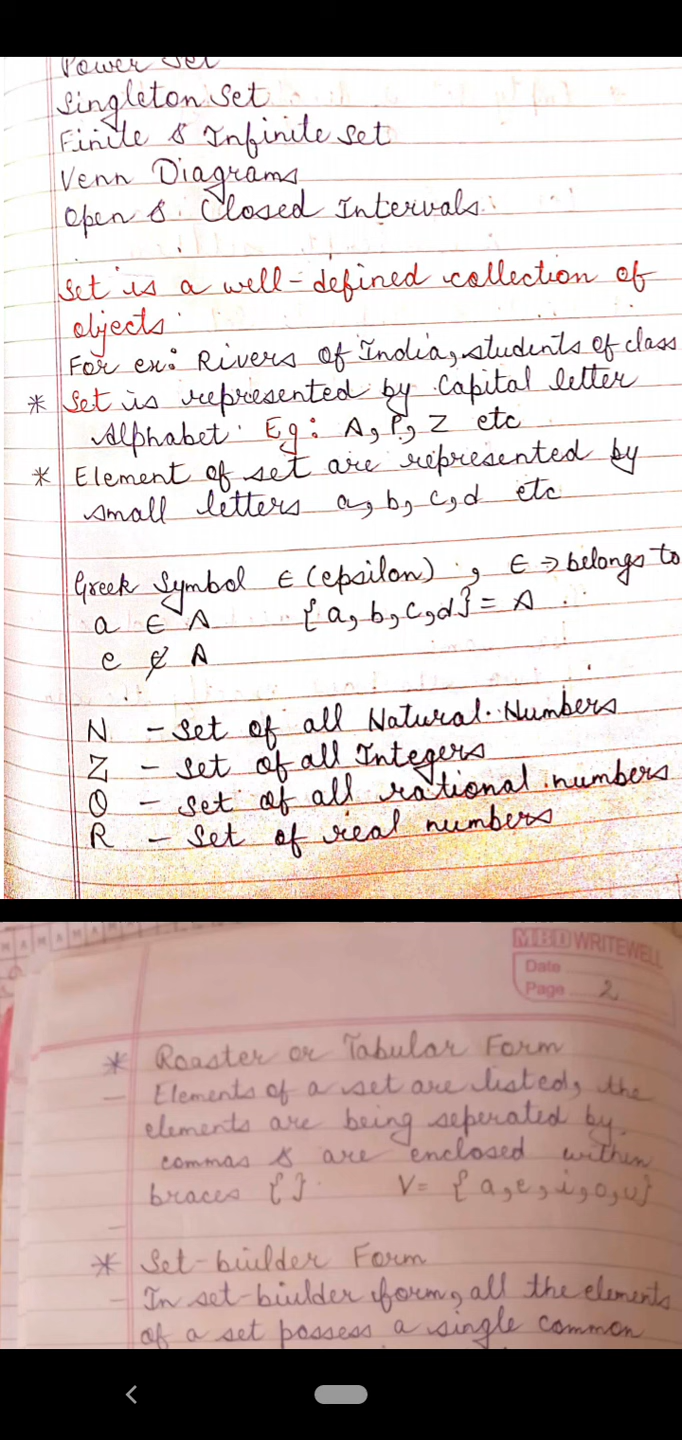 Power Set
Singleton Set
Finite & Infinite set
Venn Diagrams
Open & Closed Intervals.
Set is a well-defined collection of
objects.
For ex: Rivers of India, students of class
* Set is represented by Capital letter
Alphabet. Eg: A, P, Z etc
* Element of set are represented by
small letters a, b, c, d etc
Greek Symbol ∈ (epsilon) , ∈ ⇒ belongs to
a ∈ A {a, b, c, d} = A
e ∉ A
N - Set of all Natural Numbers
Z - Set of all Integers
Q - Set of all rational numbers
R - Set of real numbers
MBD WRITEWELL
Date
Page 2
* Roaster or Tabular Form
- Elements of a set are listed, the
elements are being seperated by
commas & are enclosed within
braces { } V= {a, e, i, o, u}
-
* Set-biulder Form
- In set-biulder form, all the elements
of a set possess a single common